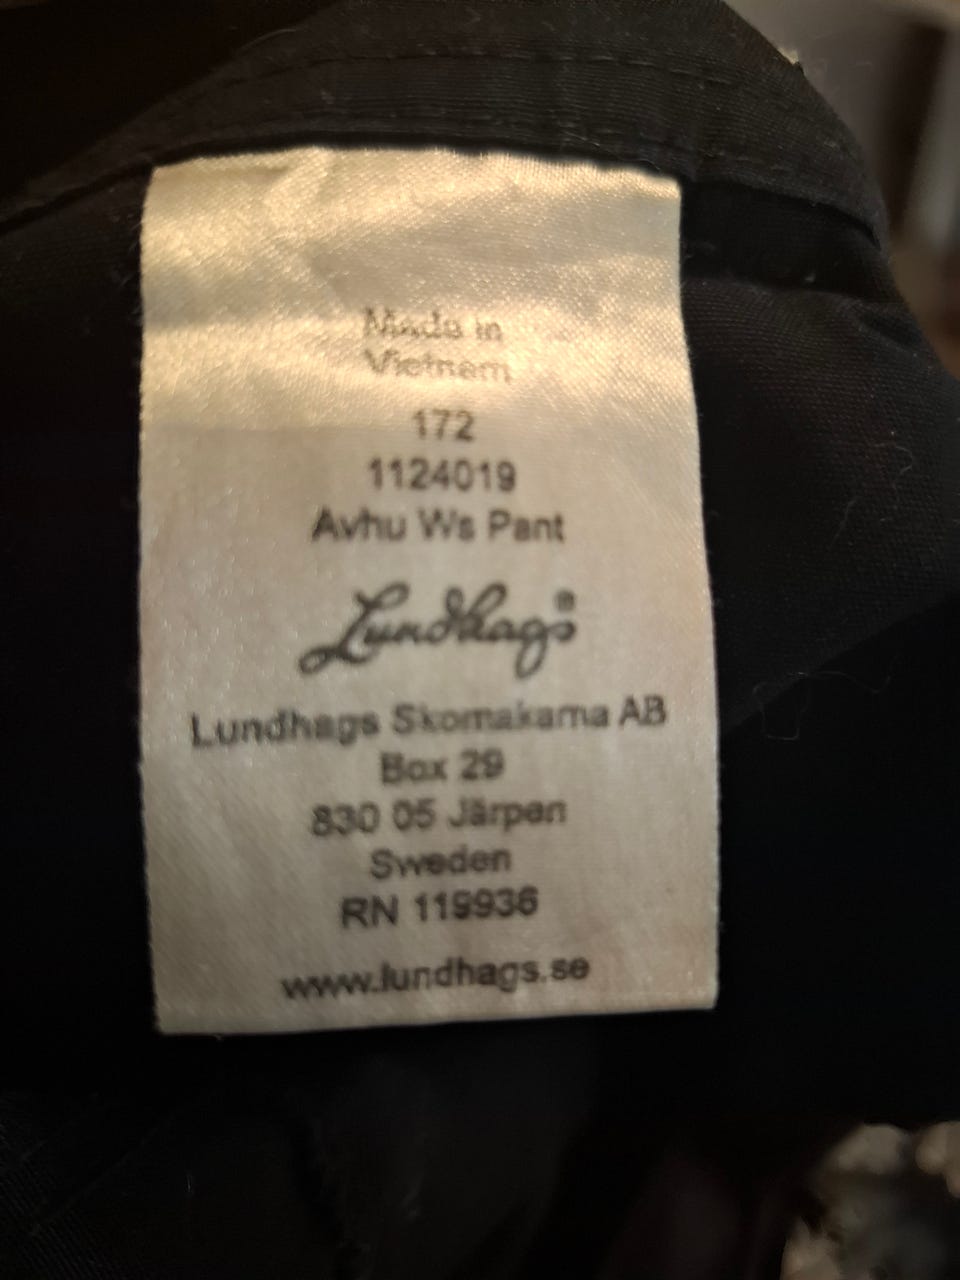 Made in
Vietnam
172
1124019
Avhu Ws Pant
Lundhags®
Lundhags Skomakarna AB
Box 29
830 05 Järpen
Sweden
RN 119936
www.lundhags.se